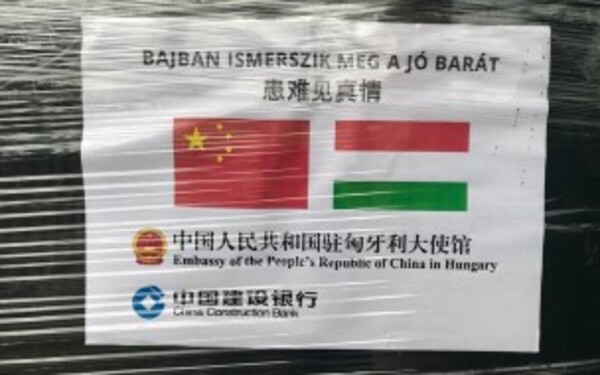 BAJBAN ISMERSZIK MEG A JÓ BARÁT
患难见真情
中国人民共和国驻匈牙利大使馆
Embassy of the People's Republic of China in Hungary
中国建设银行
China Construction Bank